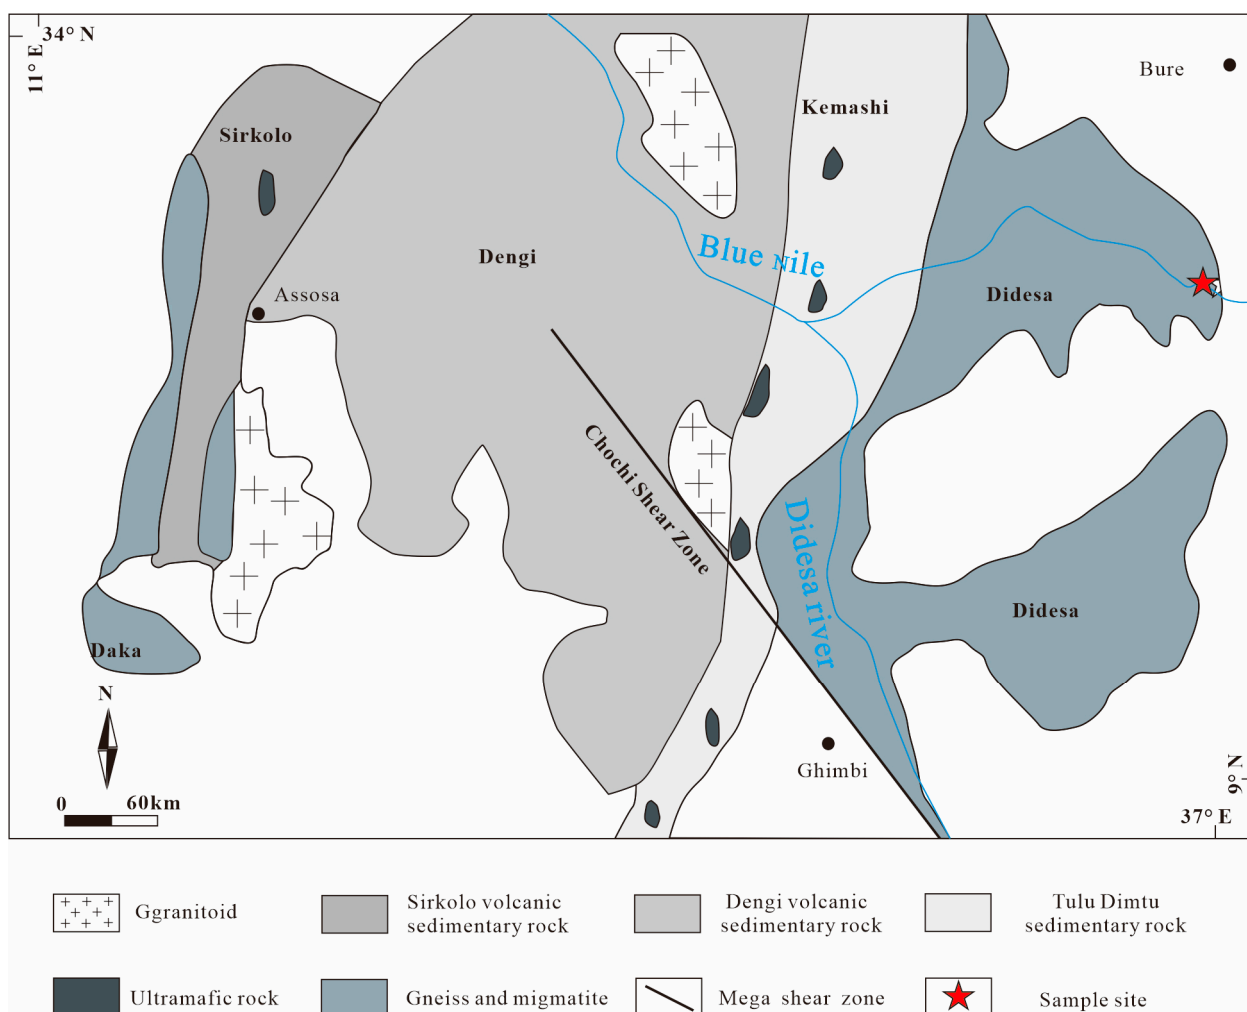 34° N
11° E
Bure
Kemashi
Sirkolo
Blue Nile
Dengi
Assosa
Didesa
Chochi Shear Zone
Didesa river
Didesa
Daka
N
Ghimbi
N °9
0 60km
37° E
Ggranitoid
Sirkolo volcanic
sedimentary rock
Dengi volcanic
sedimentary rock
Tulu Dimtu
sedimentary rock
Ultramafic rock
Gneiss and migmatite
Mega shear zone
Sample site